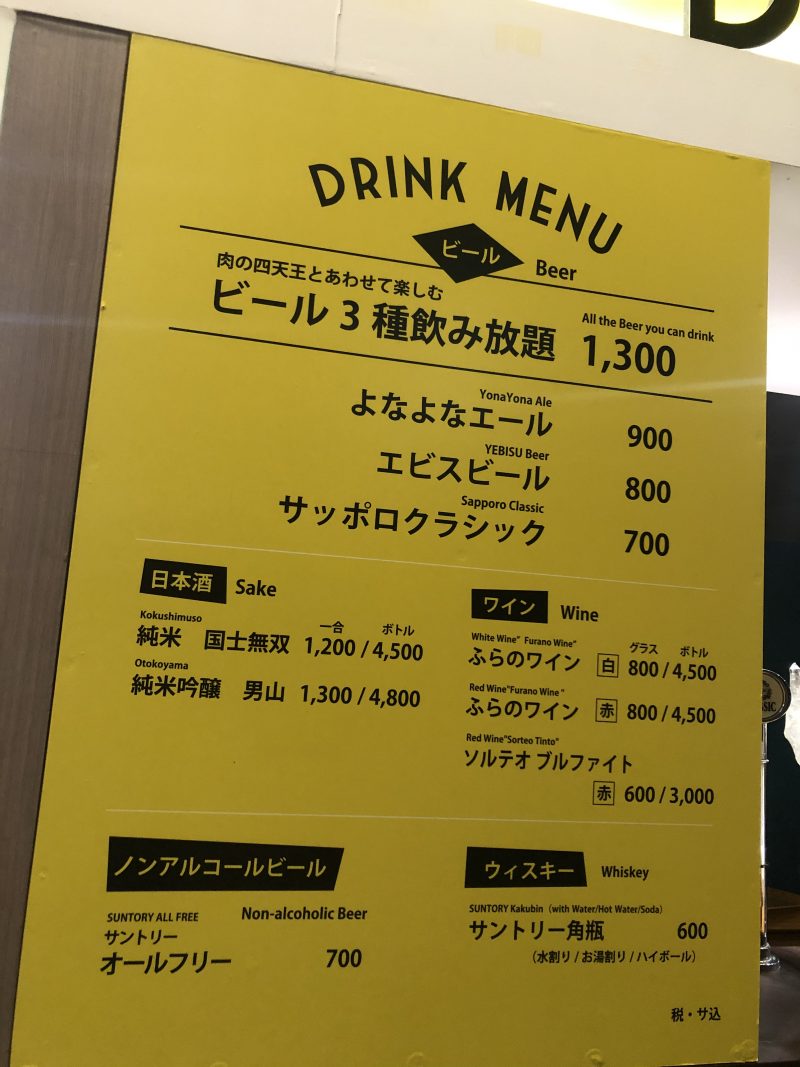 DRINK MENU
ビール Beer
肉の四天王とあわせて楽しむ
All the Beer you can drink
ビール3種飲み放題 1,300
YonaYona Ale
よなよなエール 900
YEBISU Beer
エビスビール 800
Sapporo Classic
サッポロクラシック 700
日本酒 Sake
Kokushimuso 一合 ボトル
純米 国士無双 1,200 / 4,500
Otokoyama
純米吟醸 男山 1,300 / 4,800
ワイン Wine
White Wine" Furano Wine" グラス ボトル
ふらのワイン 白 800 / 4,500
Red Wine"Furano Wine "
ふらのワイン 赤 800 / 4,500
Red Wine"Sorteo Tinto"
ソルテオ ブルファイト
赤 600 / 3,000
ノンアルコールビール
SUNTORY ALL FREE Non-alcoholic Beer
サントリー
オールフリー 700
ウィスキー Whiskey
SUNTORY Kakubin（with Water/Hot Water/Soda）
サントリー角瓶 600
（水割り / お湯割り / ハイボール）
税・サ込